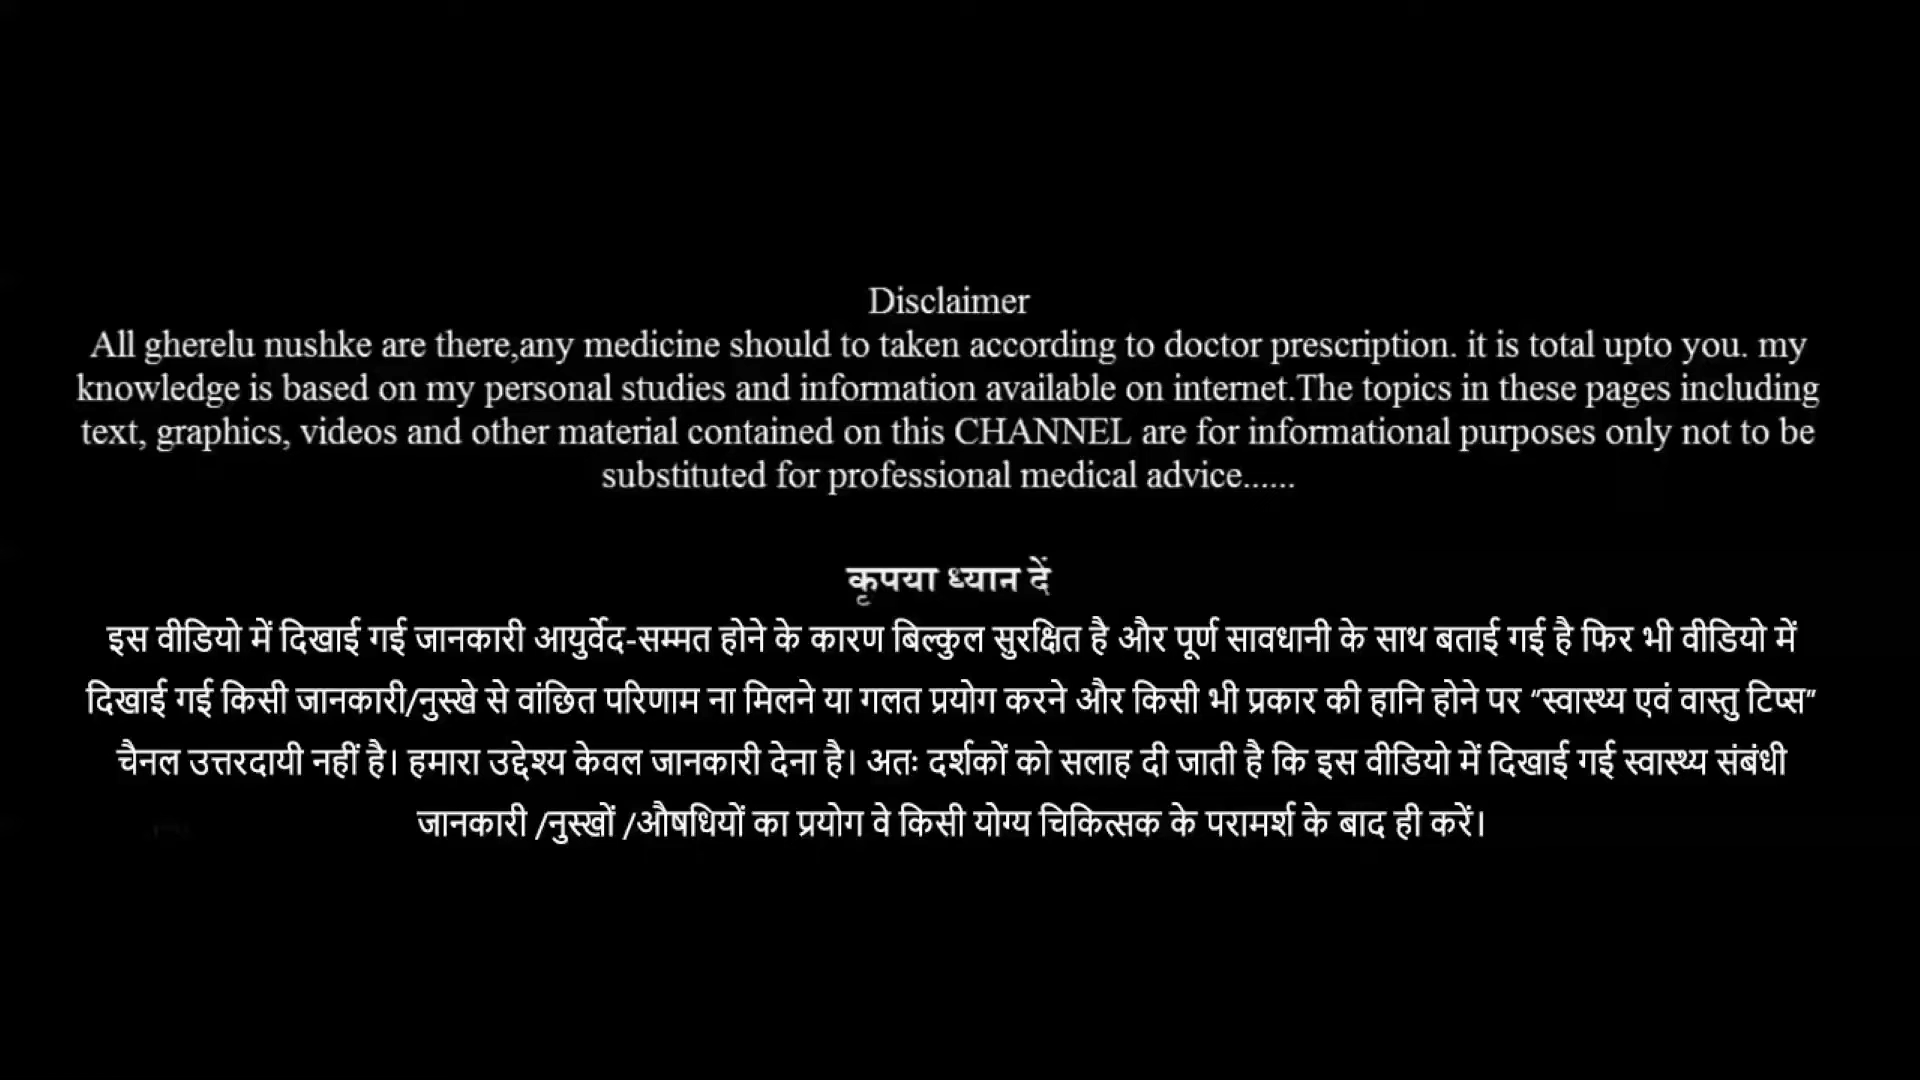 Disclaimer
All gherelu nushke are there,any medicine should to taken according to doctor prescription. it is total upto you. my
knowledge is based on my personal studies and information available on internet.The topics in these pages including
text, graphics, videos and other material contained on this CHANNEL are for informational purposes only not to be
substituted for professional medical advice......
कृपया ध्यान दें
इस वीडियो में दिखाई गई जानकारी आयुर्वेद-सम्मत होने के कारण बिल्कुल सुरक्षित है और पूर्ण सावधानी के साथ बताई गई है फिर भी वीडियो में
दिखाई गई किसी जानकारी/नुस्खे से वांछित परिणाम ना मिलने या गलत प्रयोग करने और किसी भी प्रकार की हानि होने पर “स्वास्थ्य एवं वास्तु टिप्स”
चैनल उत्तरदायी नहीं है। हमारा उद्देश्य केवल जानकारी देना है। अतः दर्शकों को सलाह दी जाती है कि इस वीडियो में दिखाई गई स्वास्थ्य संबंधी
जानकारी /नुस्खों /औषधियों का प्रयोग वे किसी योग्य चिकित्सक के परामर्श के बाद ही करें।